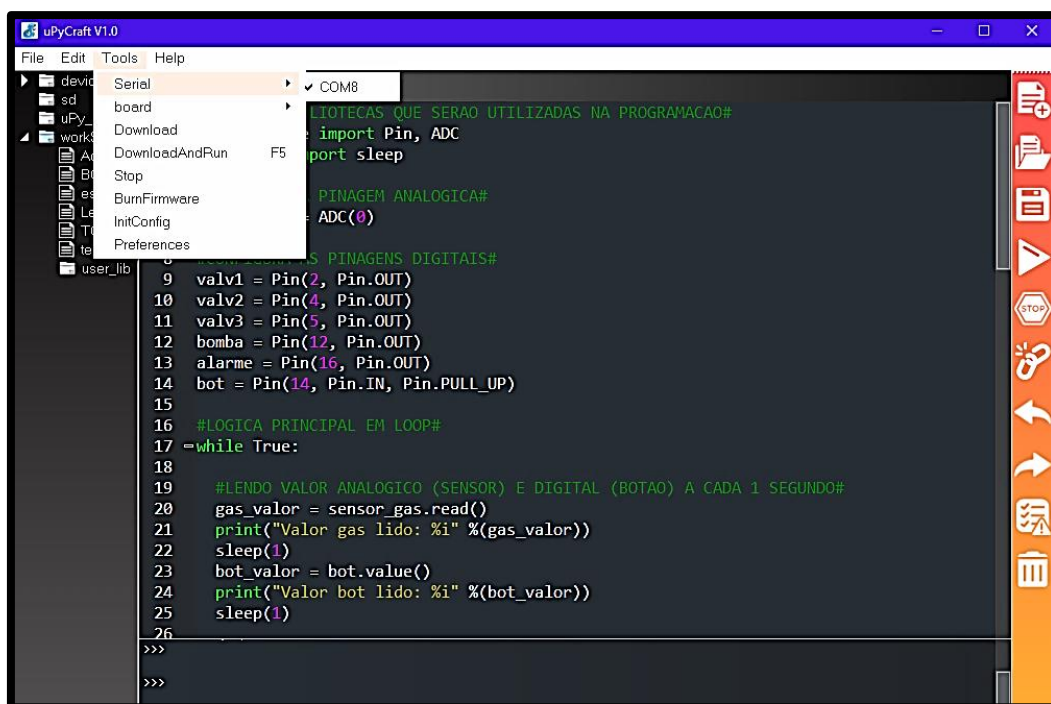 uPyCraft V1.0
File Edit Tools Help
devic
sd
uPy_
work
user_lib
Serial
board
Download
DownloadAndRun F5
Stop
BurnFirmware
InitConfig
Preferences
✓ COM8
LIOTECAS QUE SERAO UTILIZADAS NA PROGRAMACAO#
import Pin, ADC
port sleep
PINAGEM ANALOGICA#
= ADC(0)
PINAGENS DIGITAIS#
9 valv1 = Pin(2, Pin.OUT)
10 valv2 = Pin(4, Pin.OUT)
11 valv3 = Pin(5, Pin.OUT)
12 bomba = Pin(12, Pin.OUT)
13 alarme = Pin(16, Pin.OUT)
14 bot = Pin(14, Pin.IN, Pin.PULL_UP)
15
16 #LOGICA PRINCIPAL EM LOOP#
17 while True:
18
19 #LENDO VALOR ANALOGICO (SENSOR) E DIGITAL (BOTAO) A CADA 1 SEGUNDO#
20 gas_valor = sensor_gas.read()
21 print("Valor gas lido: %i" %(gas_valor))
22 sleep(1)
23 bot_valor = bot.value()
24 print("Valor bot lido: %i" %(bot_valor))
25 sleep(1)
26
>>>
>>>
STOP